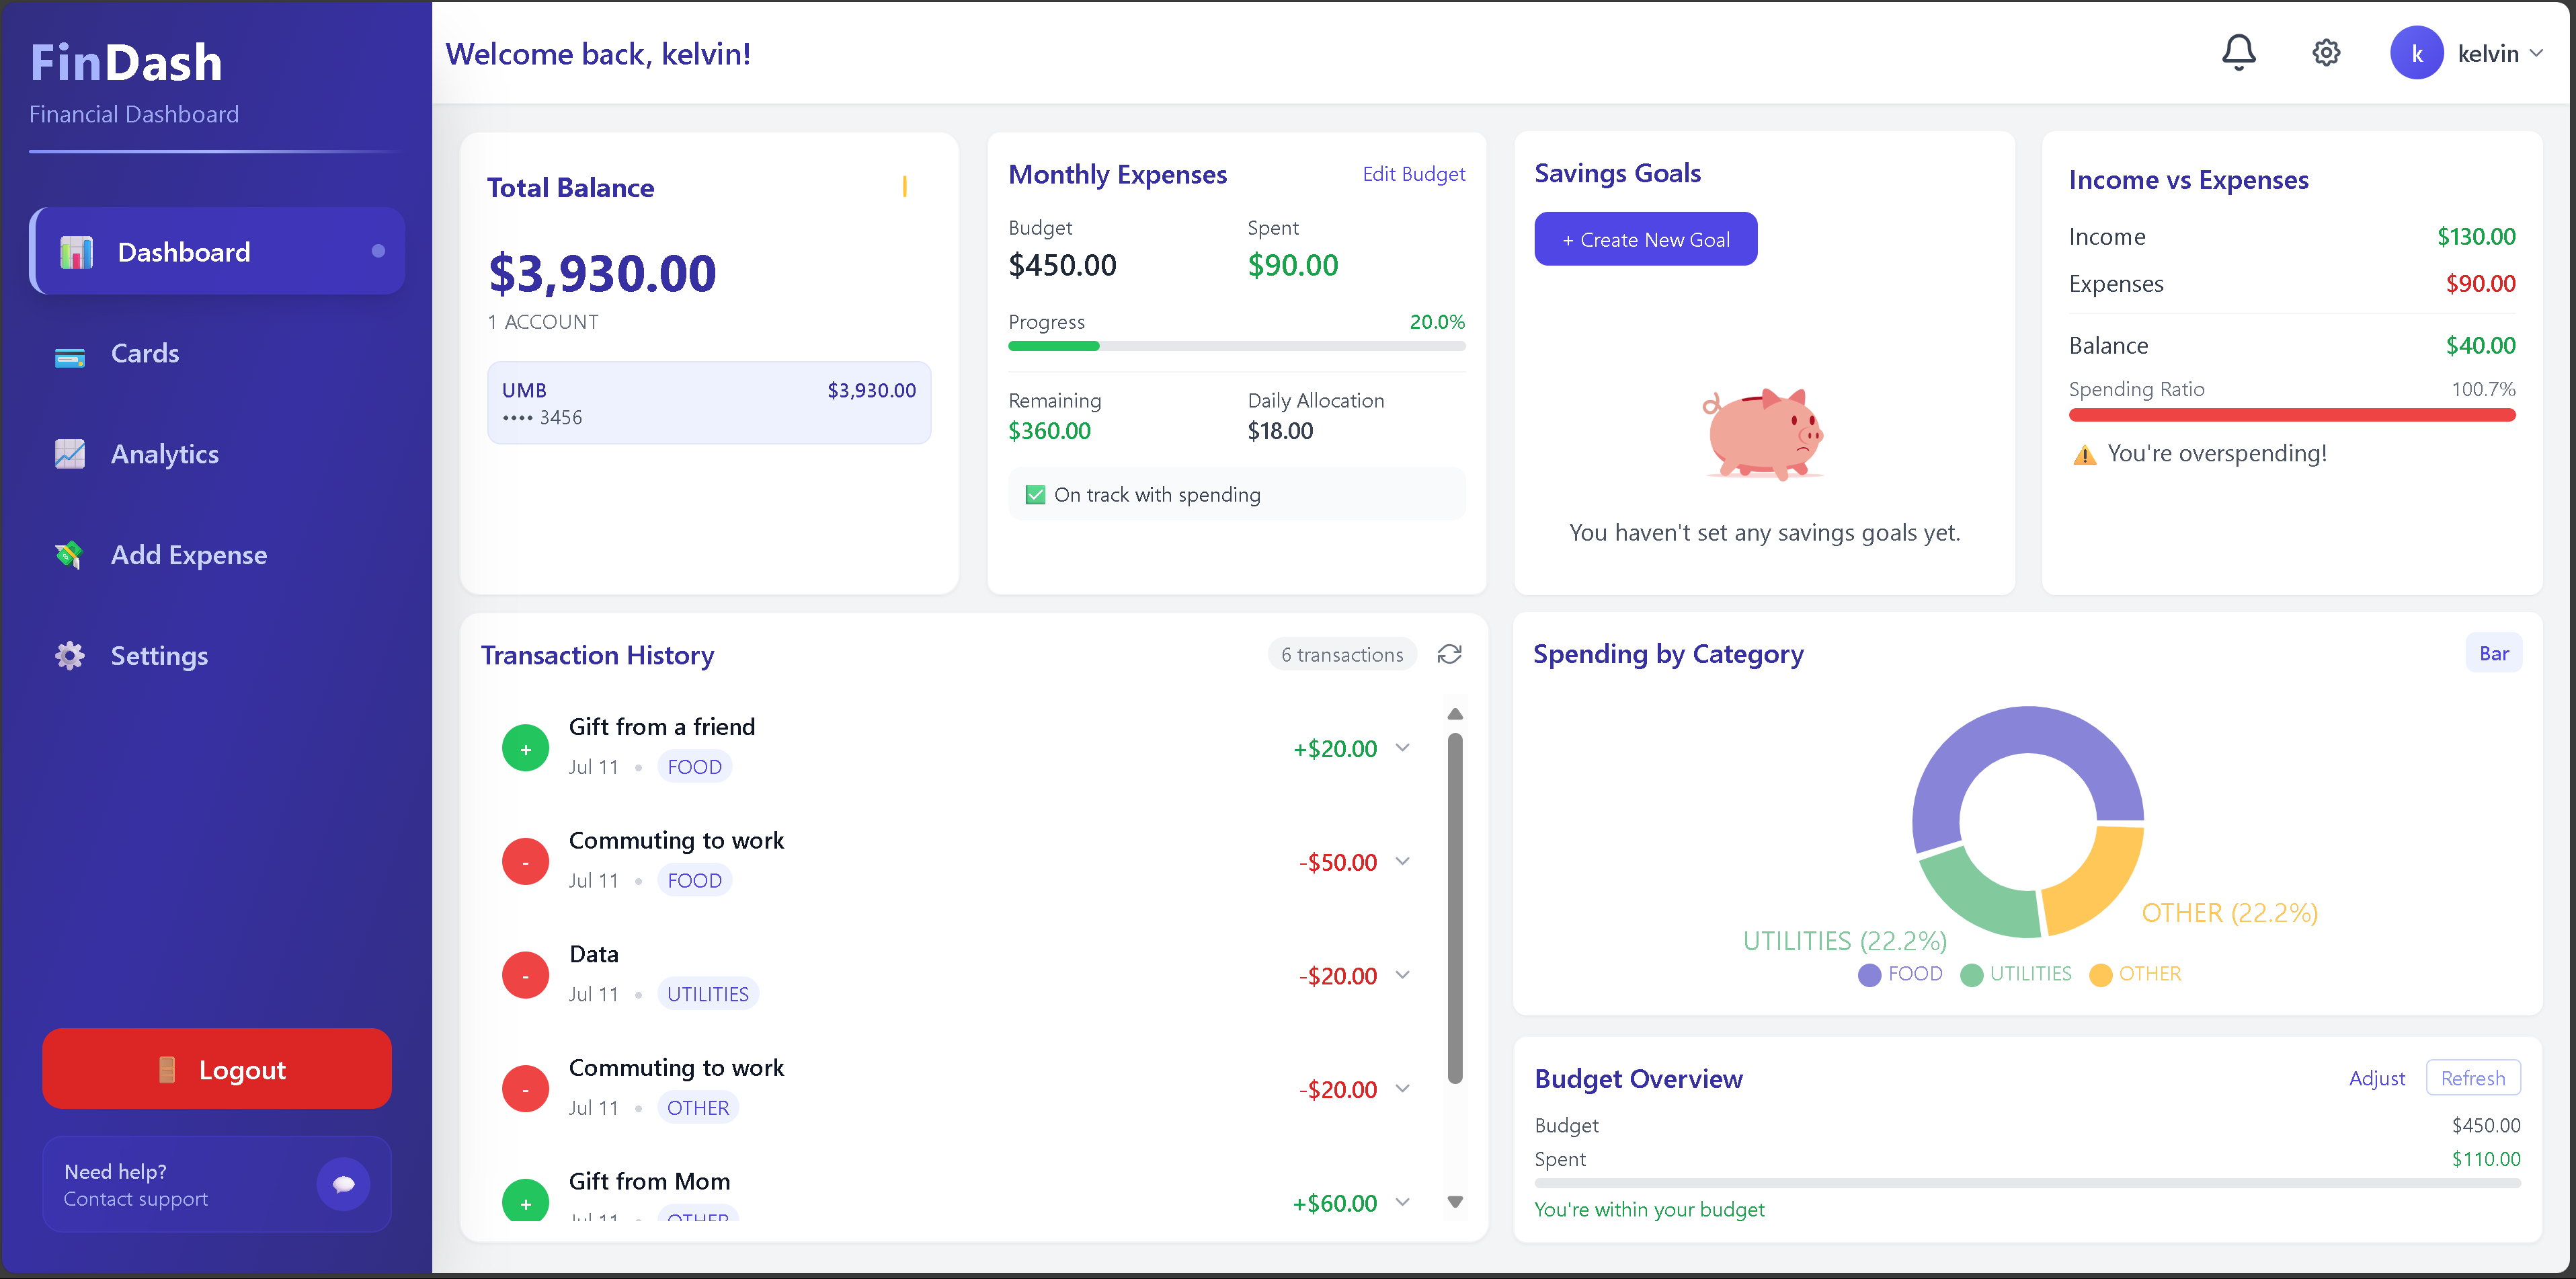 FinDash
Financial Dashboard
Dashboard
Cards
Analytics
Add Expense
Settings
Logout
Need help?
Contact support
Welcome back, kelvin!
k
kelvin
Total Balance
$3,930.00
1 ACCOUNT
UMB $3,930.00
•••• 3456
Monthly Expenses Edit Budget
Budget Spent
$450.00 $90.00
Progress 20.0%
Remaining Daily Allocation
$360.00 $18.00
On track with spending
Savings Goals
+ Create New Goal
You haven't set any savings goals yet.
Income vs Expenses
Income $130.00
Expenses $90.00
Balance $40.00
Spending Ratio 100.7%
You're overspending!
Transaction History 6 transactions
+ Gift from a friend
Jul 11 • FOOD
+$20.00
- Commuting to work
Jul 11 • FOOD
-$50.00
- Data
Jul 11 • UTILITIES
-$20.00
- Commuting to work
Jul 11 • OTHER
-$20.00
+ Gift from Mom
Jul 11 • OTHER
+$60.00
Spending by Category Bar
OTHER (22.2%)
UTILITIES (22.2%)
FOOD UTILITIES OTHER
Budget Overview Adjust Refresh
Budget $450.00
Spent $110.00
You're within your budget